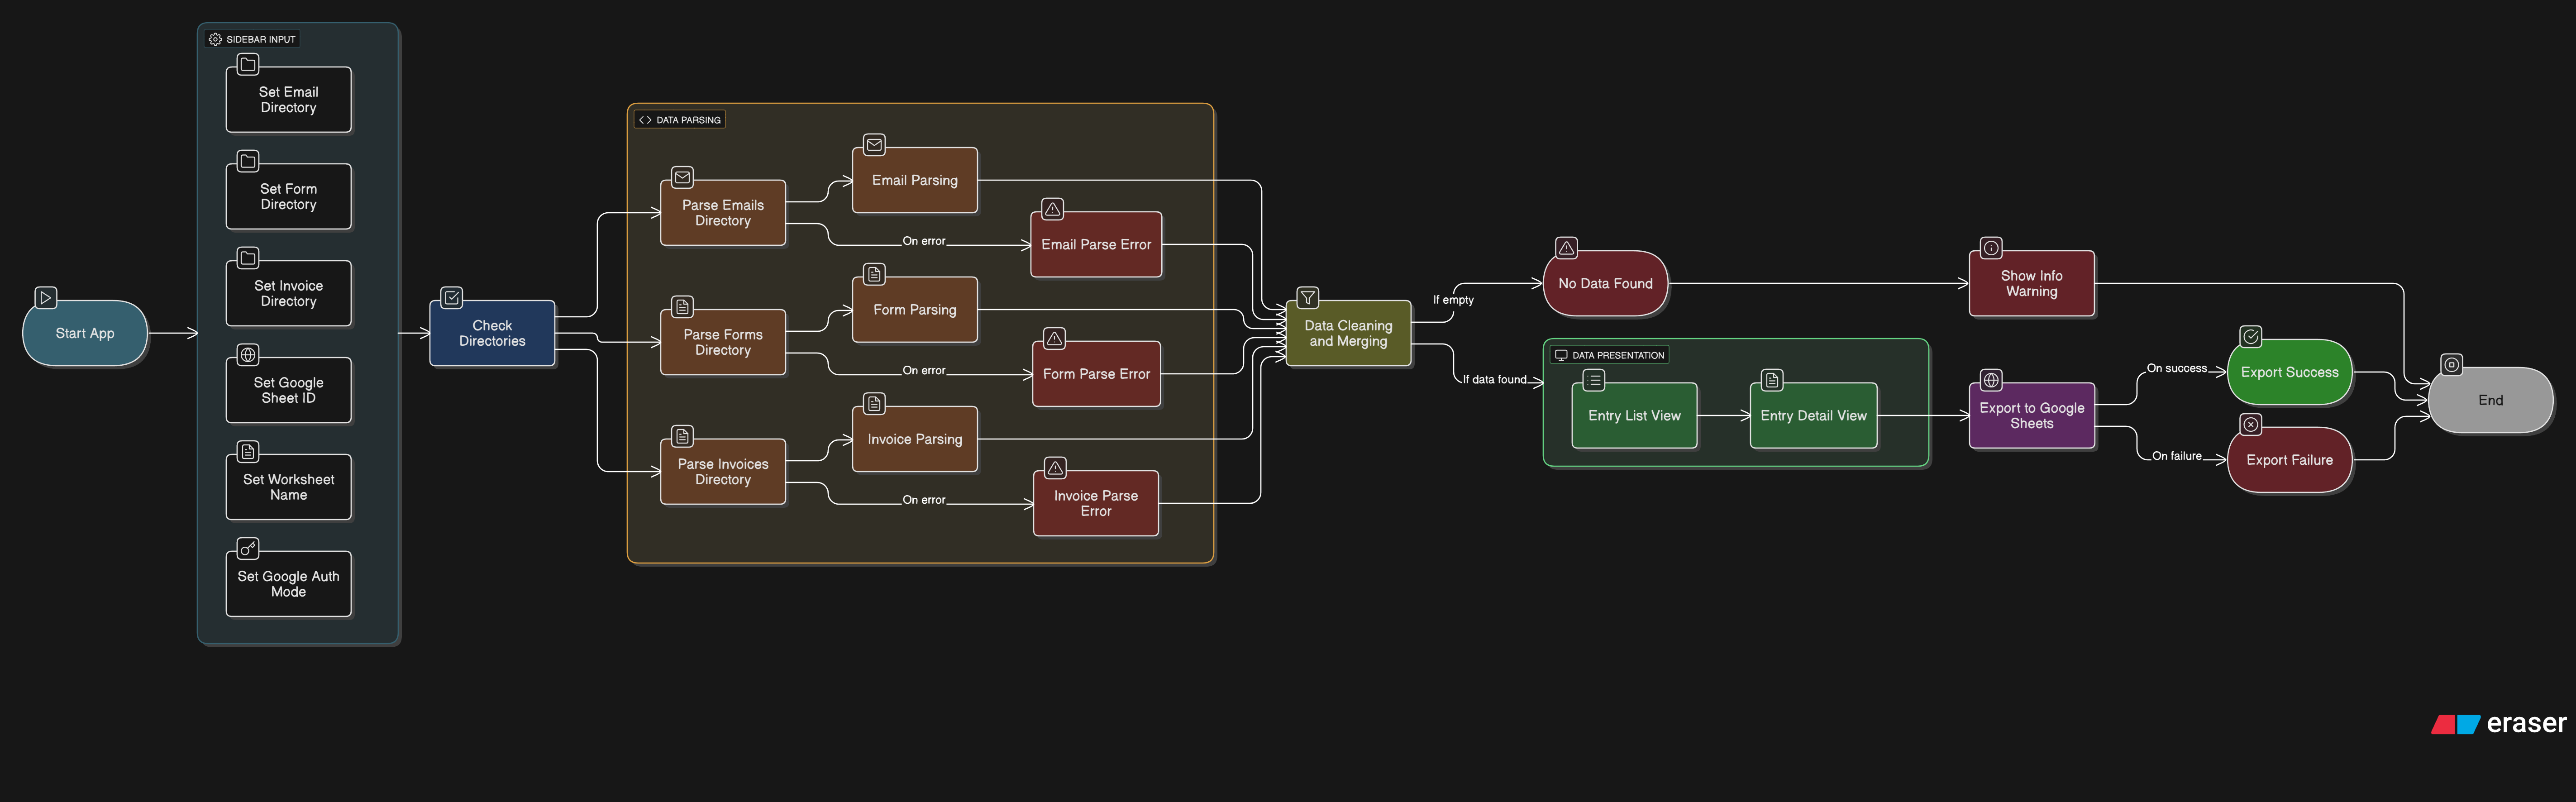 SIDEBAR INPUT
Set Email
Directory
Set Form
Directory
Set Invoice
Directory
Set Google
Sheet ID
Set Worksheet
Name
Set Google Auth
Mode
Start App
Check
Directories
DATA PARSING
Parse Emails
Directory
Email Parsing
On error
Email Parse Error
Parse Forms
Directory
Form Parsing
On error
Form Parse Error
Parse Invoices
Directory
Invoice Parsing
On error
Invoice Parse
Error
Data Cleaning
and Merging
If empty
No Data Found
Show Info
Warning
If data found
DATA PRESENTATION
Entry List View
Entry Detail View
Export to Google
Sheets
On success
Export Success
On failure
Export Failure
End
eraser